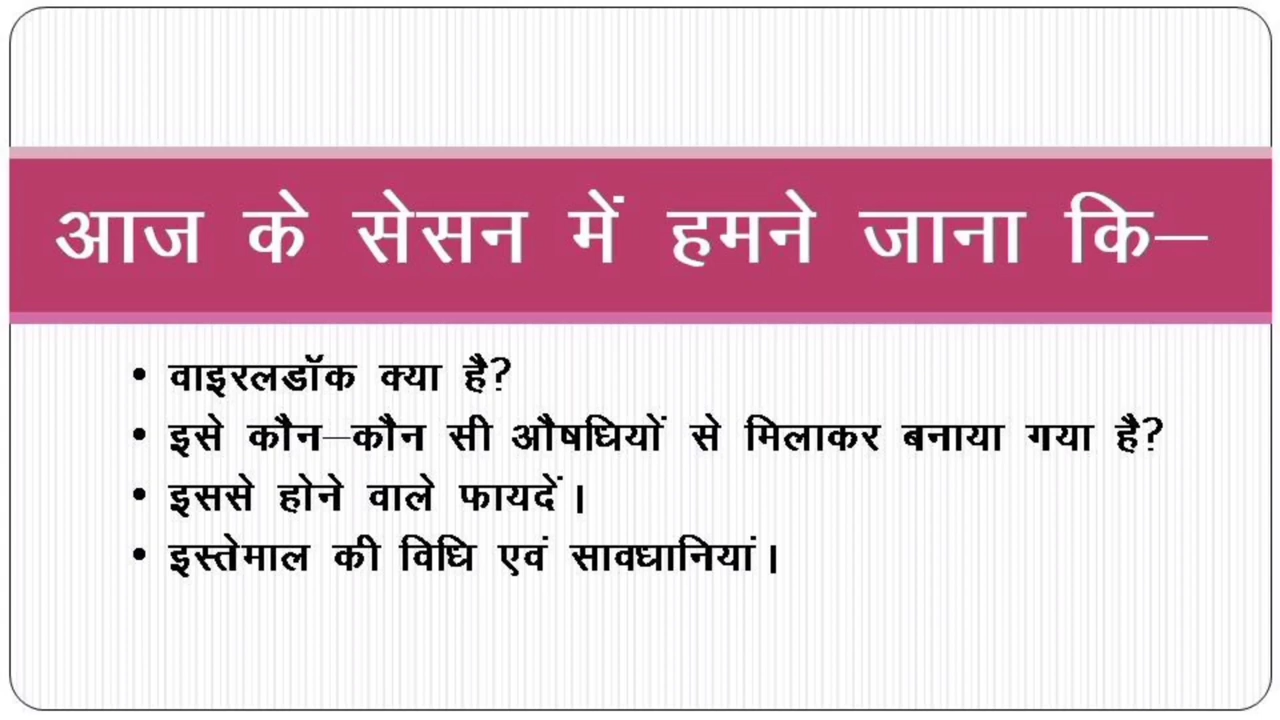 आज के सेसन में हमने जाना कि–
• वाइरलडॉक क्या है?
• इसे कौन–कौन सी औषधियों से मिलाकर बनाया गया है?
• इससे होने वाले फायदें।
• इस्तेमाल की विधि एवं सावधानियां।